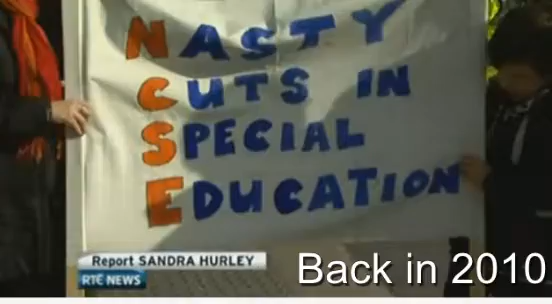 NASTY
CUTS IN
SPECIAL
EDUCATION
Report SANDRA HURLEY
RTÉ NEWS
Back in 2010